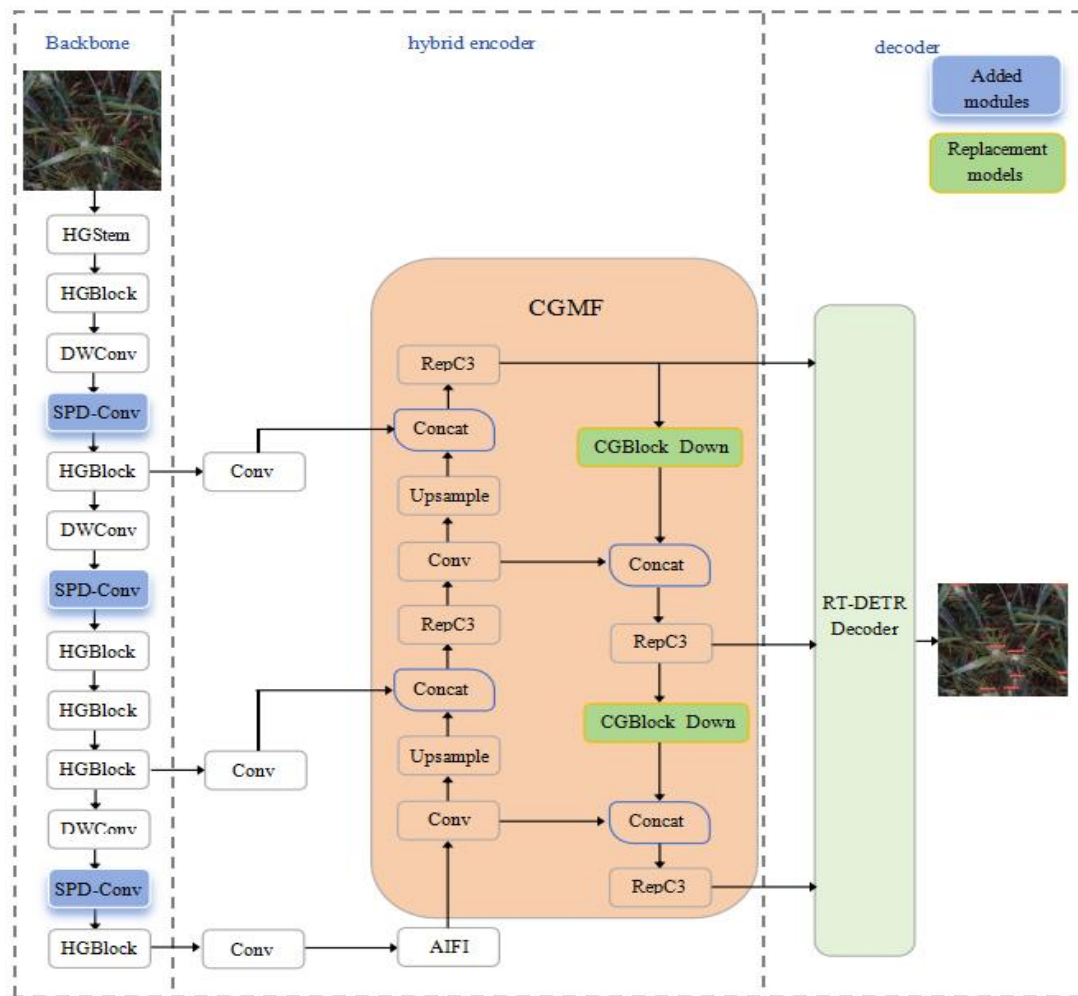 Backbone
HGStem
HGBlock
DWConv
SPD-Conv
HGBlock
DWConv
SPD-Conv
HGBlock
HGBlock
HGBlock
DWConv
SPD-Conv
HGBlock
hybrid encoder
Conv
Conv
Conv
AIFI
CGMF
RepC3
Concat
Upsample
Conv
RepC3
Concat
Upsample
Conv
CGBlock Down
Concat
RepC3
CGBlock Down
Concat
RepC3
decoder
Added
modules
Replacement
models
RT-DETR
Decoder